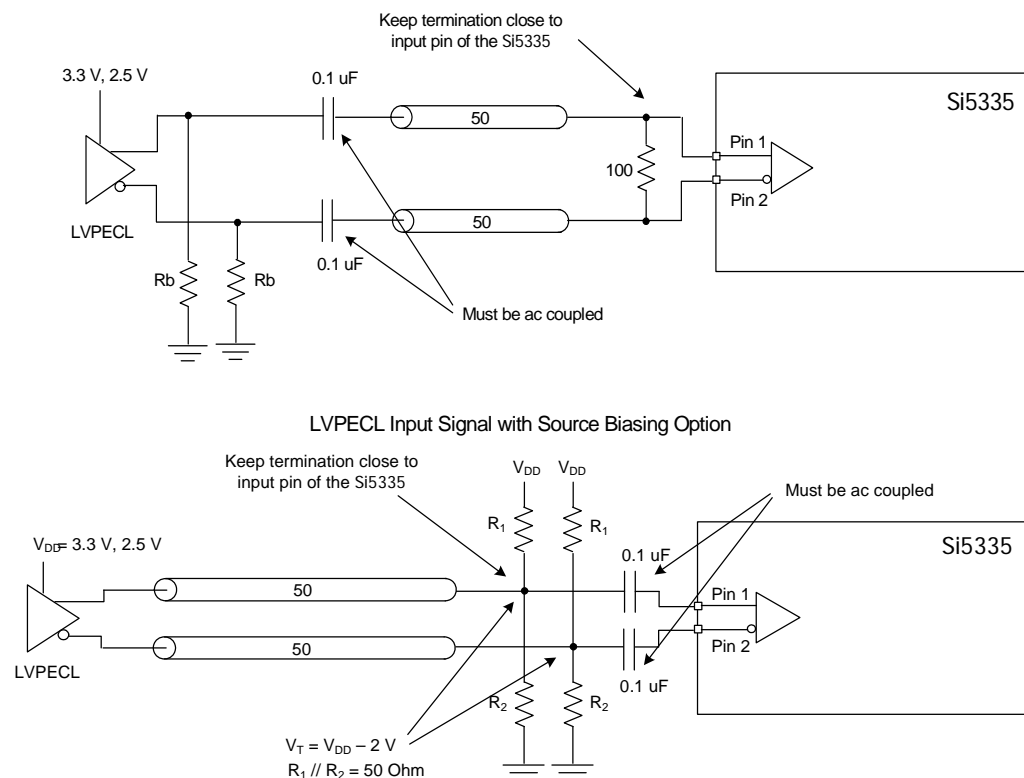 Keep termination close to
input pin of the Si5335
3.3 V, 2.5 V
0.1 uF
50
Si5335
Pin 1
100
Pin 2
LVPECL
50
0.1 uF
Rb
Rb
Must be ac coupled
LVPECL Input Signal with Source Biasing Option
Keep termination close to
input pin of the Si5335
VDD
VDD
Must be ac coupled
R1
R1
Si5335
VDD= 3.3 V, 2.5 V
0.1 uF
50
Pin 1
50
Pin 2
LVPECL
0.1 uF
R2
R2
VT = VDD – 2 V
R1 // R2 = 50 Ohm